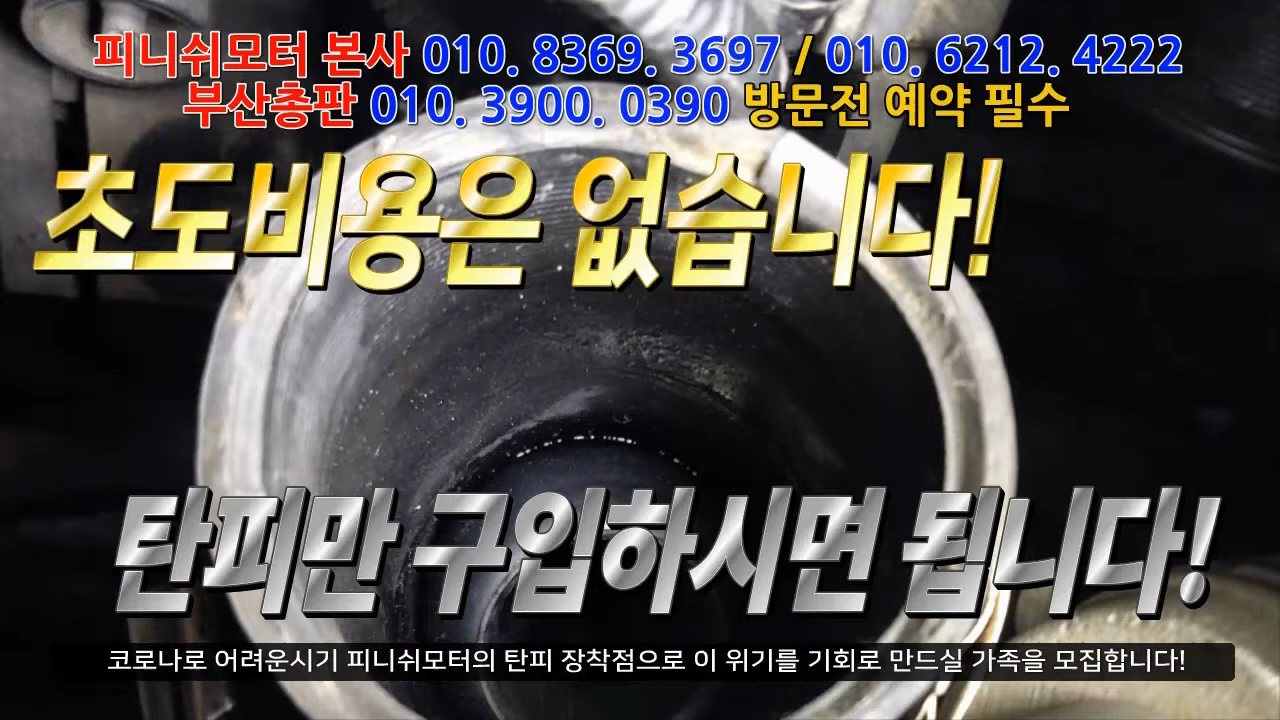 피니쉬모터 본사 010. 8369. 3697 / 010. 6212. 4222
부산총판 010. 3900. 0390 방문전 예약 필수
초도비용은 없습니다!
탄피만 구입하시면 됩니다!
코로나로 어려운시기 피니쉬모터의 탄피 장착점으로 이 위기를 기회로 만드실 가족을 모집합니다!